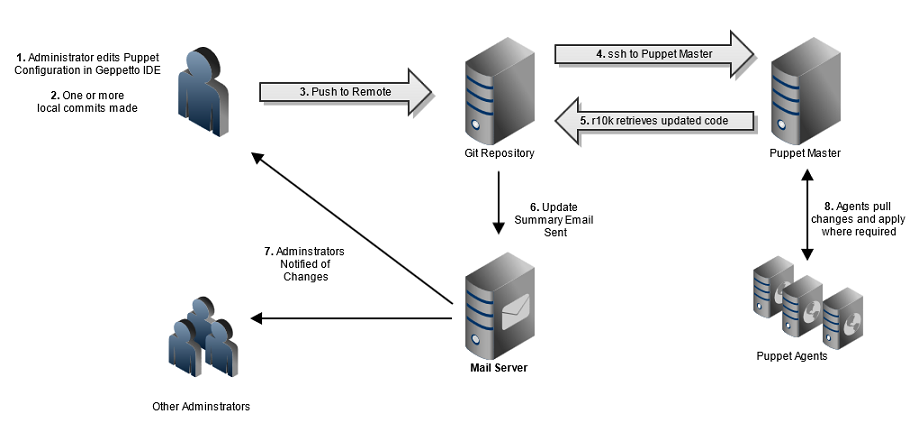 1. Administrator edits Puppet
Configuration in Geppetto IDE
2. One or more
local commits made
3. Push to Remote
4. ssh to Puppet Master
5. r10k retrieves updated code
Git Repository
Puppet Master
6. Update
Summary Email
Sent
8. Agents pull
changes and apply
where required
7. Adminstrators
Notified of
Changes
Mail Server
Puppet Agents
Other Adminstrators